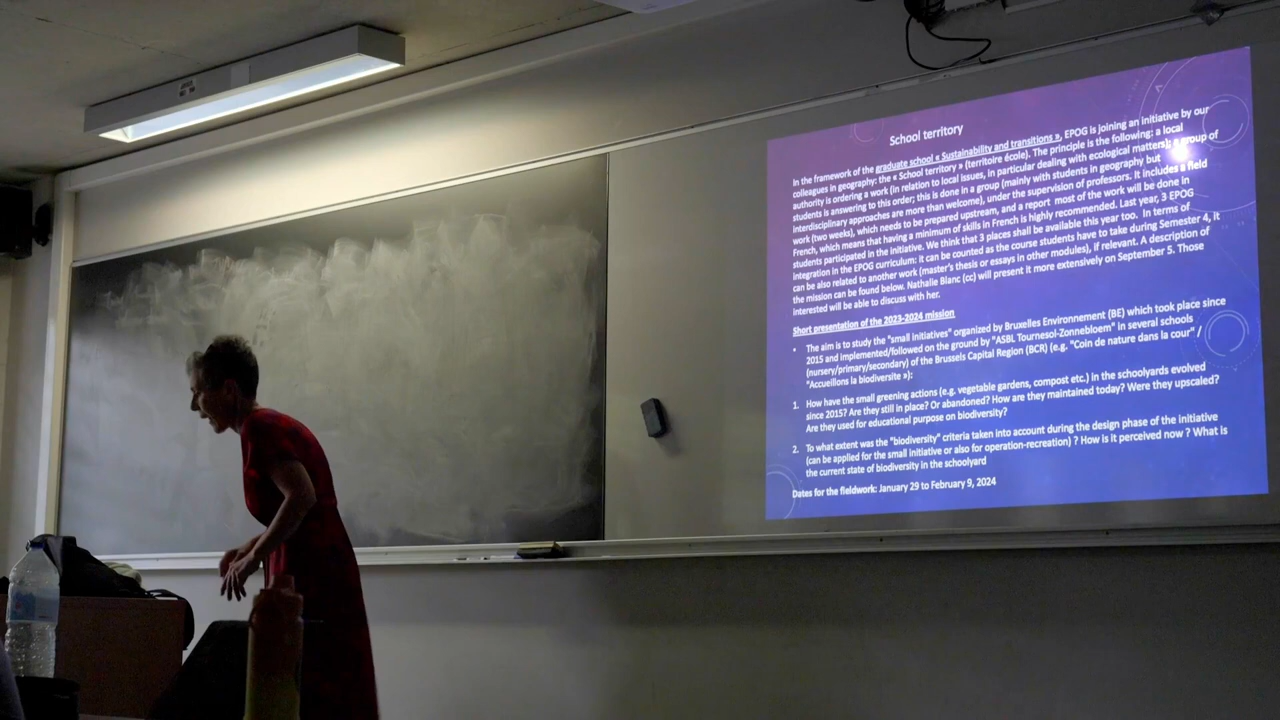 School territory
In the framework of the graduate school « Sustainability and transitions », EPOG is joining an initiative by our
colleagues in geography: the « School territory » (territoire école). The principle is the following: a local
authority is ordering a work (in relation to local issues, in particular dealing with ecological matters); a group of
students is answering to this order; this is done in a group (mainly with students in geography but
interdisciplinary approaches are more than welcome), under the supervision of professors. It includes a field
work (two weeks), which needs to be prepared upstream, and a report most of the work will be done in
French, which means that having a minimum of skills in French is highly recommended. Last year, 3 EPOG
students participated in the initiative. We think that 3 places shall be available this year too. In terms of
integration in the EPOG curriculum: it can be counted as the course students have to take during Semester 4, it
can be also related to another work (master's thesis or essays in other modules), if relevant. A description of
the mission can be found below. Nathalie Blanc (cc) will present it more extensively on September 5. Those
interested will be able to discuss with her.
Short presentation of the 2023-2024 mission
• The aim is to study the "small initiatives" organized by Bruxelles Environnement (BE) which took place since
2015 and implemented/followed on the ground by "ASBL Tournesol-Zonnebloem" in several schools
(nursery/primary/secondary) of the Brussels Capital Region (BCR) (e.g. "Coin de nature dans la cour" /
"Accueillons la biodiversite »):
1. How have the small greening actions (e.g. vegetable gardens, compost etc.) in the schoolyards evolved
since 2015? Are they still in place? Or abandoned? How are they maintained today? Were they upscaled?
Are they used for educational purpose on biodiversity?
2. To what extent was the "biodiversity" criteria taken into account during the design phase of the initiative
(can be applied for the small initiative or also for operation-recreation) ? How is it perceived now ? What is
the current state of biodiversity in the schoolyard
Dates for the fieldwork: January 29 to February 9, 2024